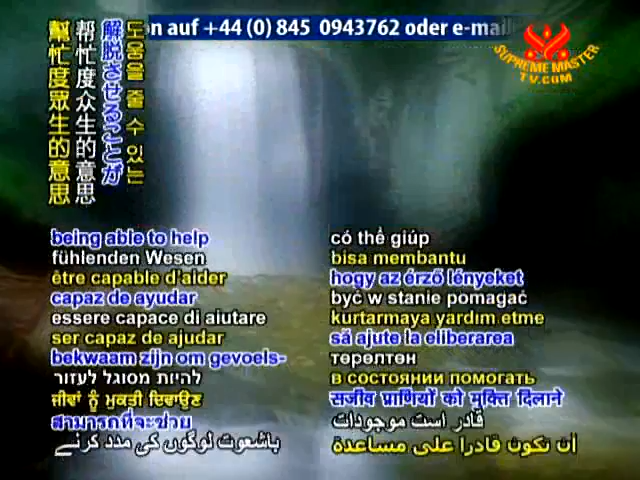 on auf +44 (0) 845 0943762 oder e-mail
SUPREME MASTER
TV.COM
도움을 줄 수 있는
解脱させることが
帮忙度众生的意思
幫忙度眾生的意思
being able to help
fühlenden Wesen
être capable d'aider
capaz de ayudar
essere capace di aiutare
ser capaz de ajudar
bekwaam zijn om gevoels-
להיות מסוגל לעזור
ਜੀਵਾਂ ਨੂੰ ਮੁਕਤੀ ਦਿਵਾਉਣ
สามารถที่จะช่วย
باشعوت لوگوں کی مدد کرنے
có thể giúp
bisa membantu
hogy az érző lényeket
być w stanie pomagać
kurtarmaya yardım etme
să ajute la eliberarea
төрөлтөн
в состоянии помогать
सजीव प्राणियों को मुक्ति दिलाने
قادر است موجودات
أن تكون قادرا على مساعدة